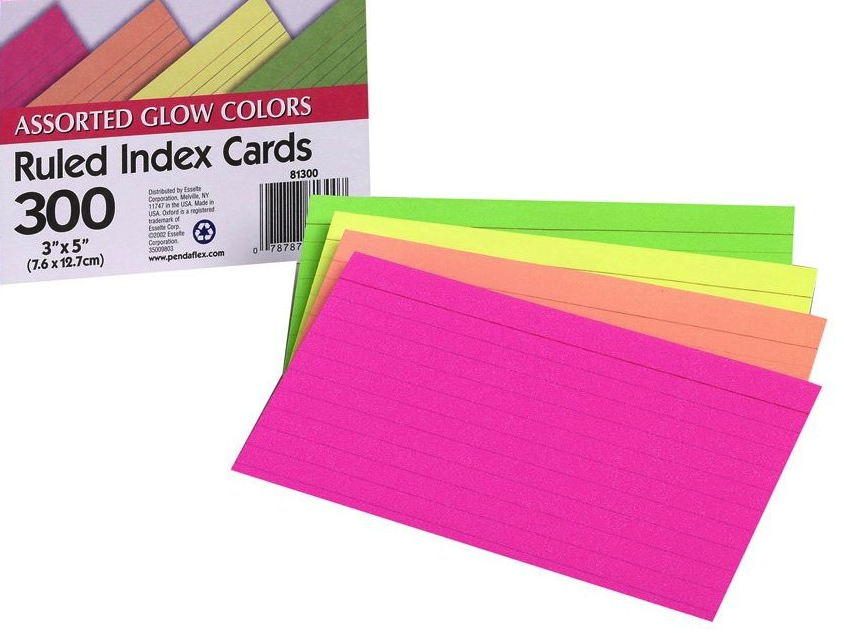 ASSORTED GLOW COLORS
Ruled Index Cards
81300
300
3" x 5"
(7.6 x 12.7cm)
Distributed by Esselte
Corporation, Melville, NY
11747 in the USA. Made in
USA. Oxford is a registered
trademark of
Esselte Corp.
©2002 Esselte
Corporation.
35009803
www.pendaflex.com
0 78787